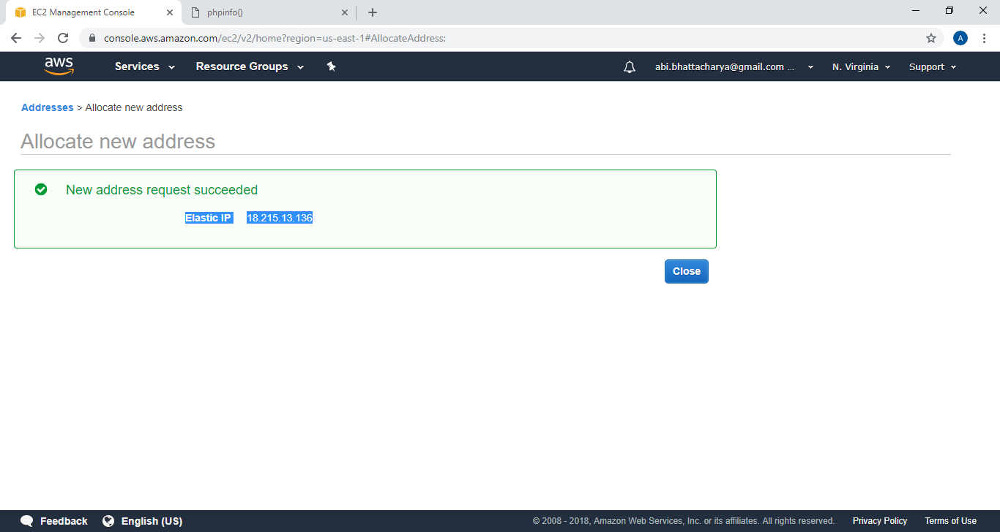 EC2 Management Console
phpinfo()
console.aws.amazon.com/ec2/v2/home?region=us-east-1#AllocateAddress:
A
aws
Services
Resource Groups
abi.bhattacharya@gmail.com ...
N. Virginia
Support
Addresses > Allocate new address
Allocate new address
New address request succeeded
Elastic IP 18.215.13.136
Close
Feedback
English (US)
© 2008 - 2018, Amazon Web Services, Inc. or its affiliates. All rights reserved.
Privacy Policy
Terms of Use